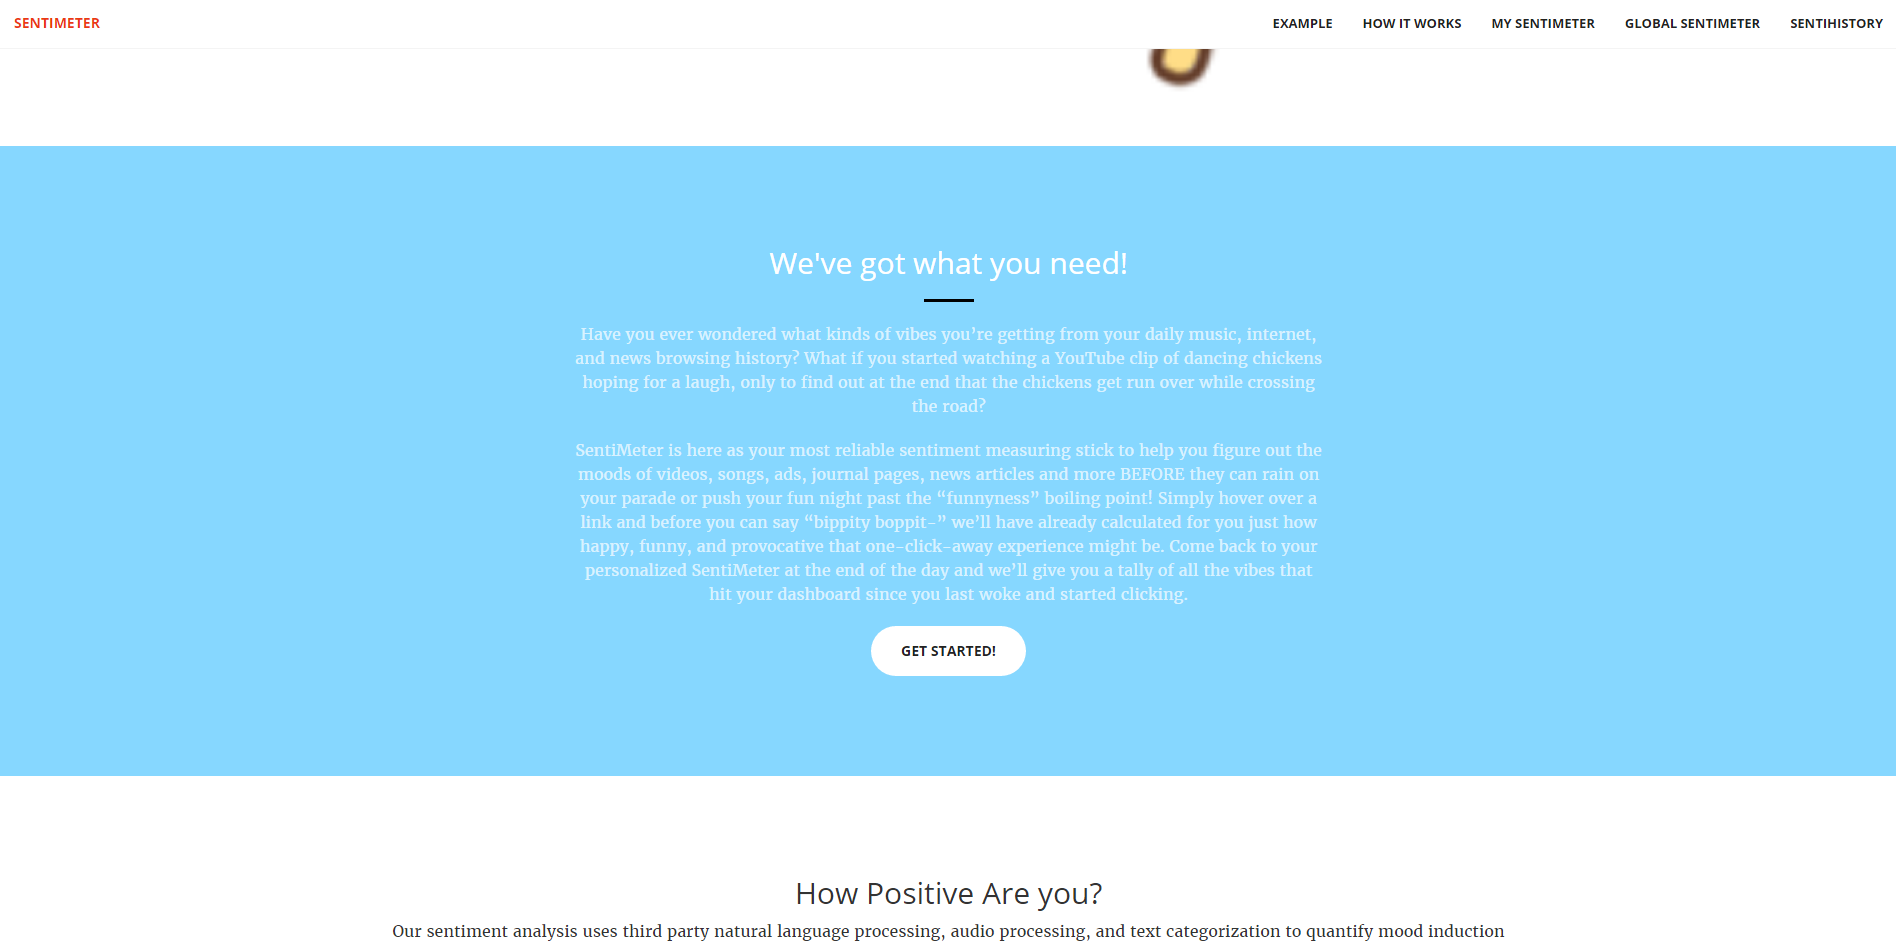 SENTIMETER
EXAMPLE HOW IT WORKS MY SENTIMETER GLOBAL SENTIMETER SENTIHISTORY
We've got what you need!
Have you ever wondered what kinds of vibes you’re getting from your daily music, internet,
and news browsing history? What if you started watching a YouTube clip of dancing chickens
hoping for a laugh, only to find out at the end that the chickens get run over while crossing
the road?
SentiMeter is here as your most reliable sentiment measuring stick to help you figure out the
moods of videos, songs, ads, journal pages, news articles and more BEFORE they can rain on
your parade or push your fun night past the “funnyness” boiling point! Simply hover over a
link and before you can say “bippity boppit-” we’ll have already calculated for you just how
happy, funny, and provocative that one-click-away experience might be. Come back to your
personalized SentiMeter at the end of the day and we’ll give you a tally of all the vibes that
hit your dashboard since you last woke and started clicking.
GET STARTED!
How Positive Are you?
Our sentiment analysis uses third party natural language processing, audio processing, and text categorization to quantify mood induction